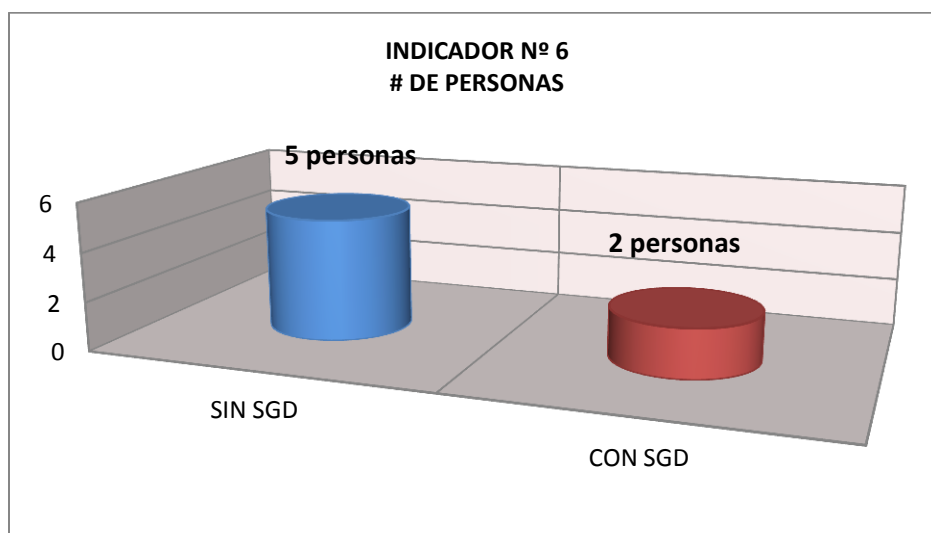 INDICADOR Nº 6
# DE PERSONAS
5 personas
2 personas
6
4
2
0
SIN SGD
CON SGD